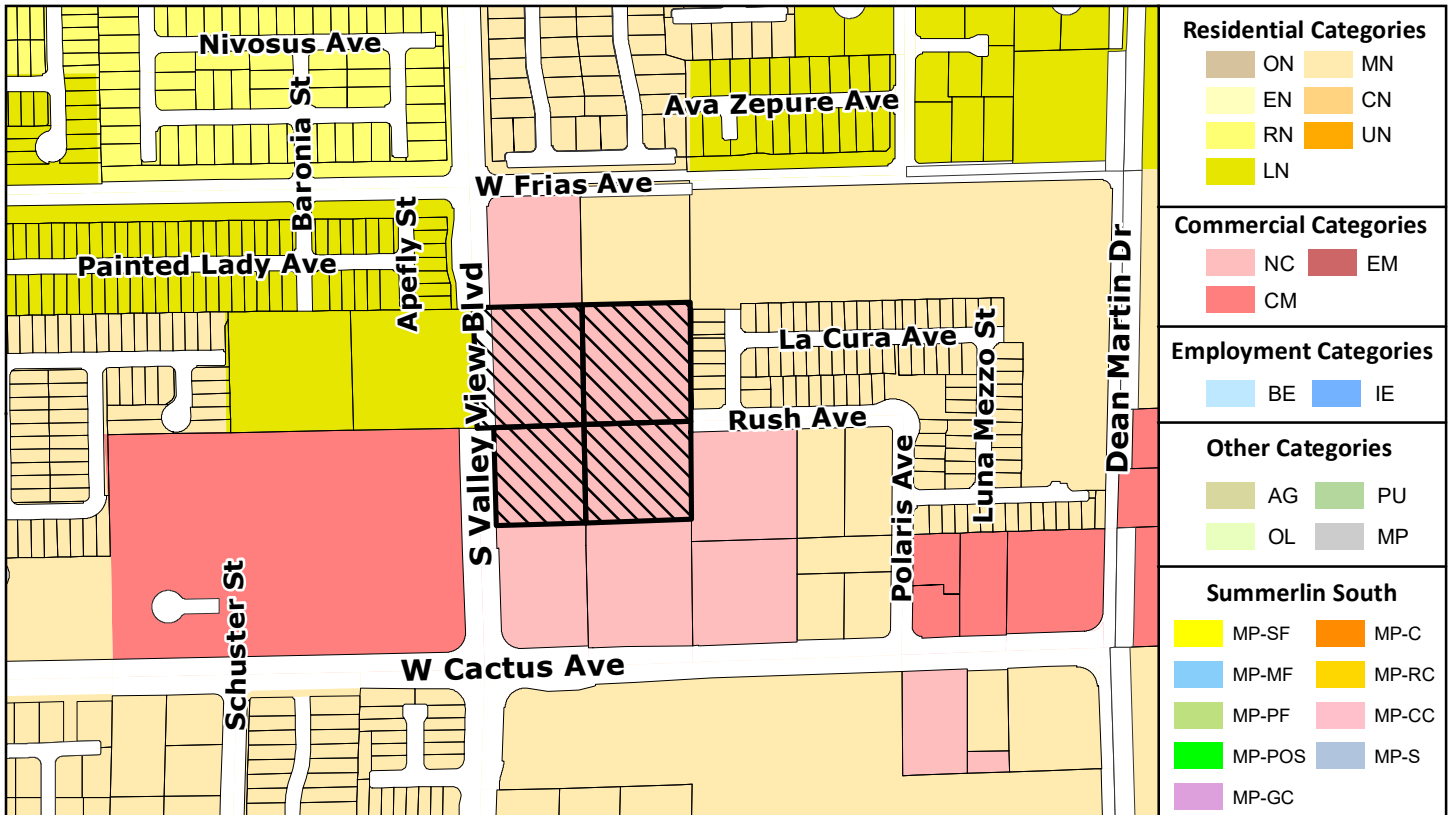 Nivosus Ave
Baronia St
Ava Zepure Ave
W Frias Ave
Apefly St
Painted Lady Ave
S Valley View Blvd
La Cura Ave
Luna Mezzo St
Dean Martin Dr
Rush Ave
Polaris Ave
Schuster St
W Cactus Ave
Residential Categories
ON MN
EN CN
RN UN
LN
Commercial Categories
NC EM
CM
Employment Categories
BE IE
Other Categories
AG PU
OL MP
Summerlin South
MP-SF MP-C
MP-MF MP-RC
MP-PF MP-CC
MP-POS MP-S
MP-GC